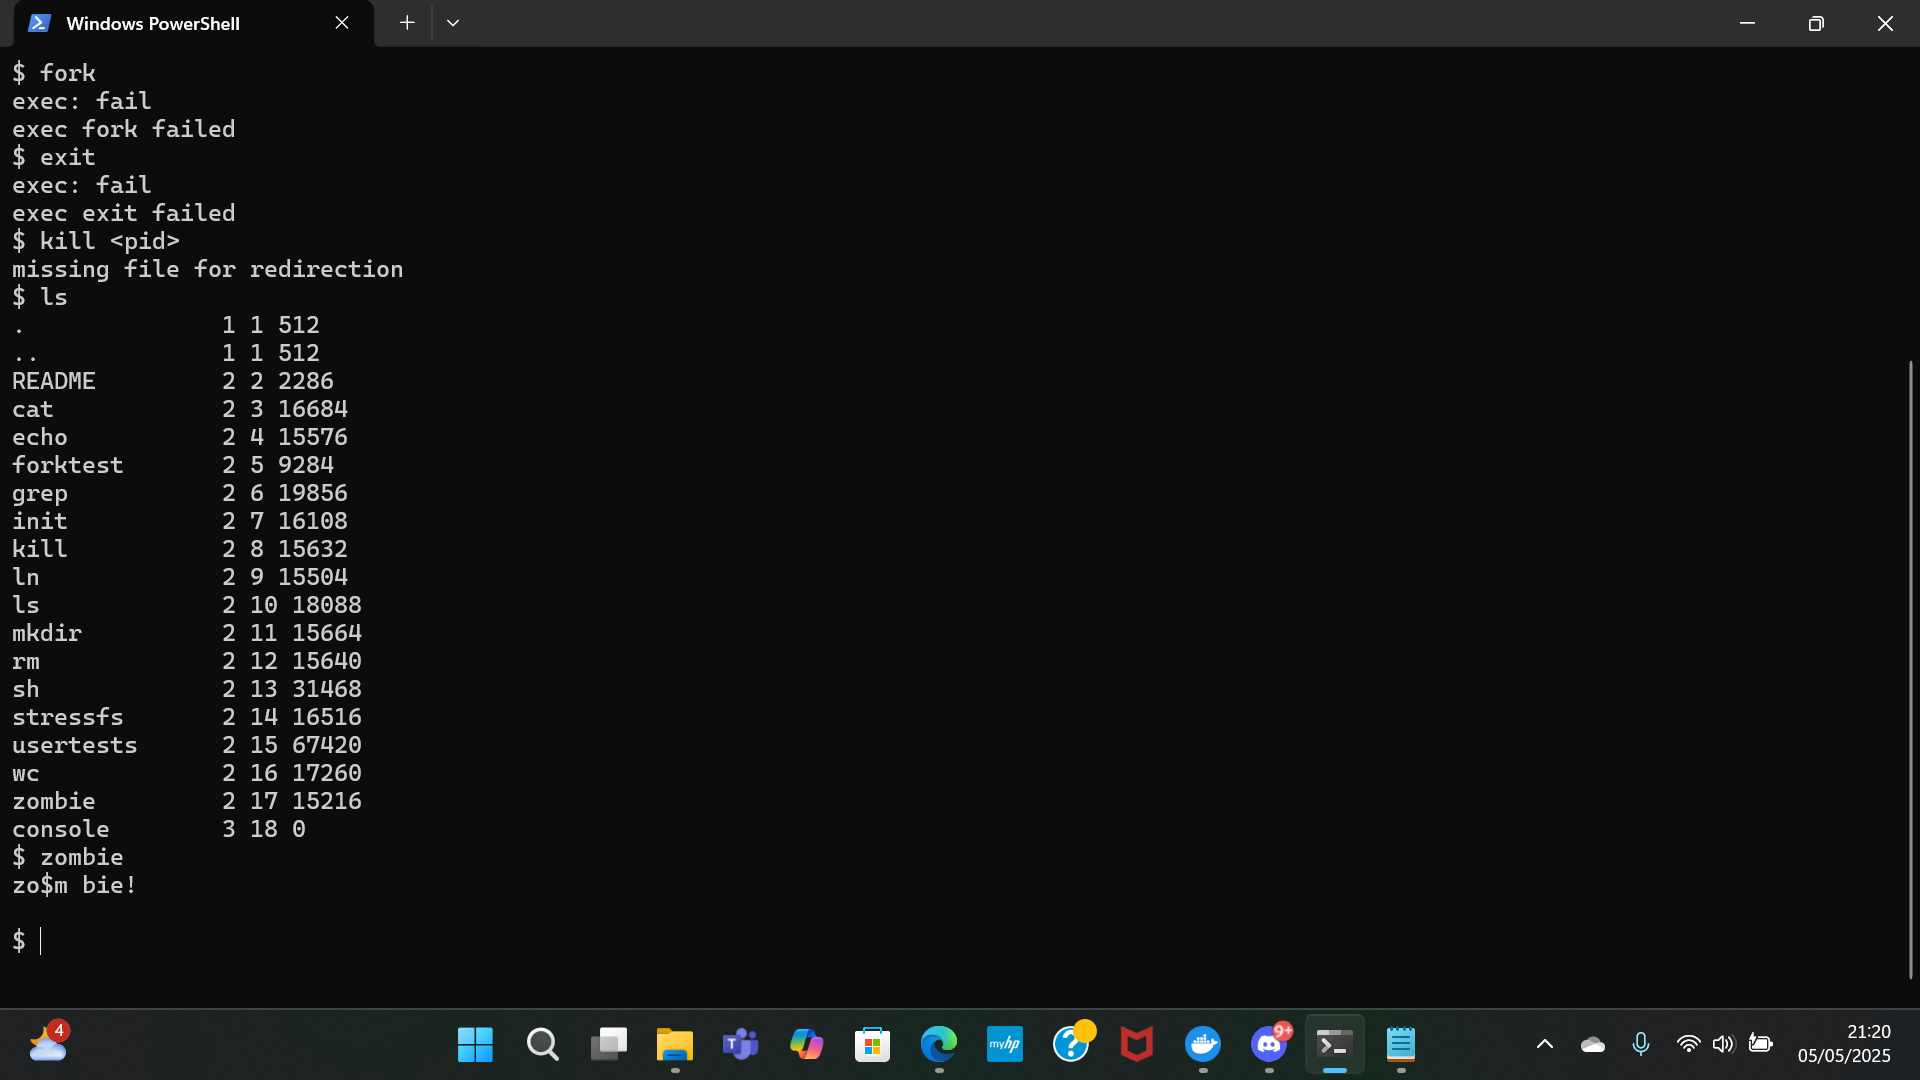 Windows PowerShell
$ fork
exec: fail
exec fork failed
$ exit
exec: fail
exec exit failed
$ kill <pid>
missing file for redirection
$ ls
.              1 1 512
..             1 1 512
README         2 2 2286
cat            2 3 16684
echo           2 4 15576
forktest       2 5 9284
grep           2 6 19856
init           2 7 16108
kill           2 8 15632
ln             2 9 15504
ls             2 10 18088
mkdir          2 11 15664
rm             2 12 15640
sh             2 13 31468
stressfs       2 14 16516
usertests      2 15 67420
wc             2 16 17260
zombie         2 17 15216
console        3 18 0
$ zombie
zo$m bie!
$
4
T
myhp
?
9+
21:20
05/05/2025